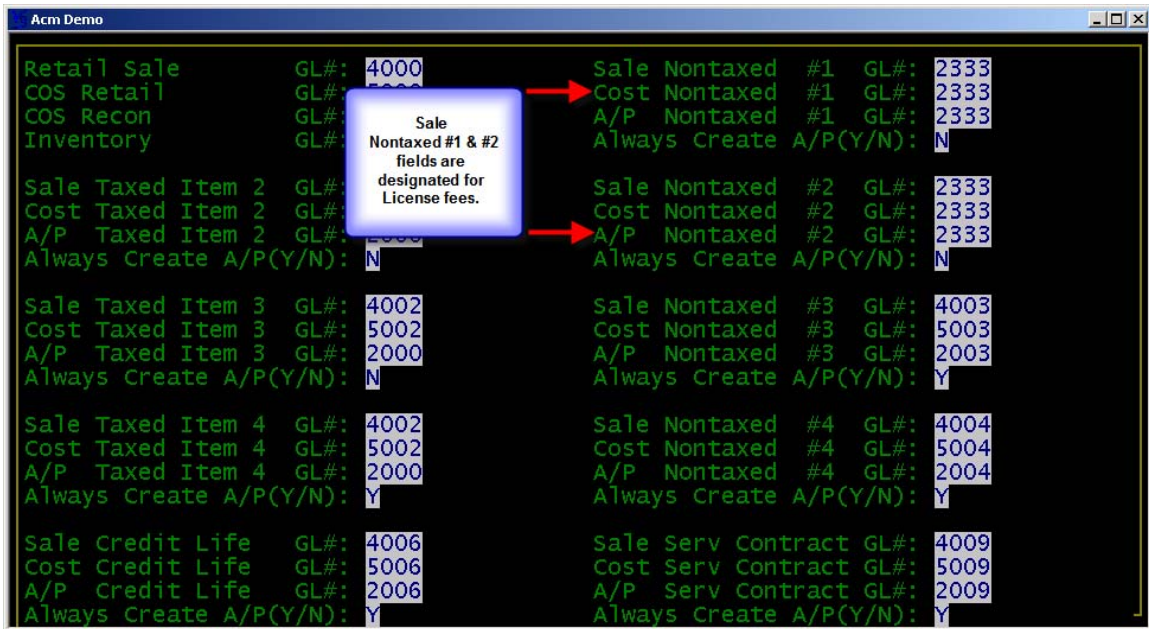 Acm Demo
Retail Sale GL#: 4000 Sale Nontaxed #1 GL#: 2333
COS Retail GL#: Cost Nontaxed #1 GL#: 2333
COS Recon GL#: A/P Nontaxed #1 GL#: 2333
Inventory GL#: Always Create A/P(Y/N): N
Sale
Nontaxed #1 & #2
fields are
designated for
License fees.
Sale Taxed Item 2 GL#: Sale Nontaxed #2 GL#: 2333
Cost Taxed Item 2 GL#: Cost Nontaxed #2 GL#: 2333
A/P Taxed Item 2 GL#: A/P Nontaxed #2 GL#: 2333
Always Create A/P(Y/N): N Always Create A/P(Y/N): N
Sale Taxed Item 3 GL#: 4002 Sale Nontaxed #3 GL#: 4003
Cost Taxed Item 3 GL#: 5002 Cost Nontaxed #3 GL#: 5003
A/P Taxed Item 3 GL#: 2000 A/P Nontaxed #3 GL#: 2003
Always Create A/P(Y/N): N Always Create A/P(Y/N): Y
Sale Taxed Item 4 GL#: 4002 Sale Nontaxed #4 GL#: 4004
Cost Taxed Item 4 GL#: 5002 Cost Nontaxed #4 GL#: 5004
A/P Taxed Item 4 GL#: 2000 A/P Nontaxed #4 GL#: 2004
Always Create A/P(Y/N): Y Always Create A/P(Y/N): Y
Sale Credit Life GL#: 4006 Sale Serv Contract GL#: 4009
Cost Credit Life GL#: 5006 Cost Serv Contract GL#: 5009
A/P Credit Life GL#: 2006 A/P Serv Contract GL#: 2009
Always Create A/P(Y/N): Y Always Create A/P(Y/N): Y